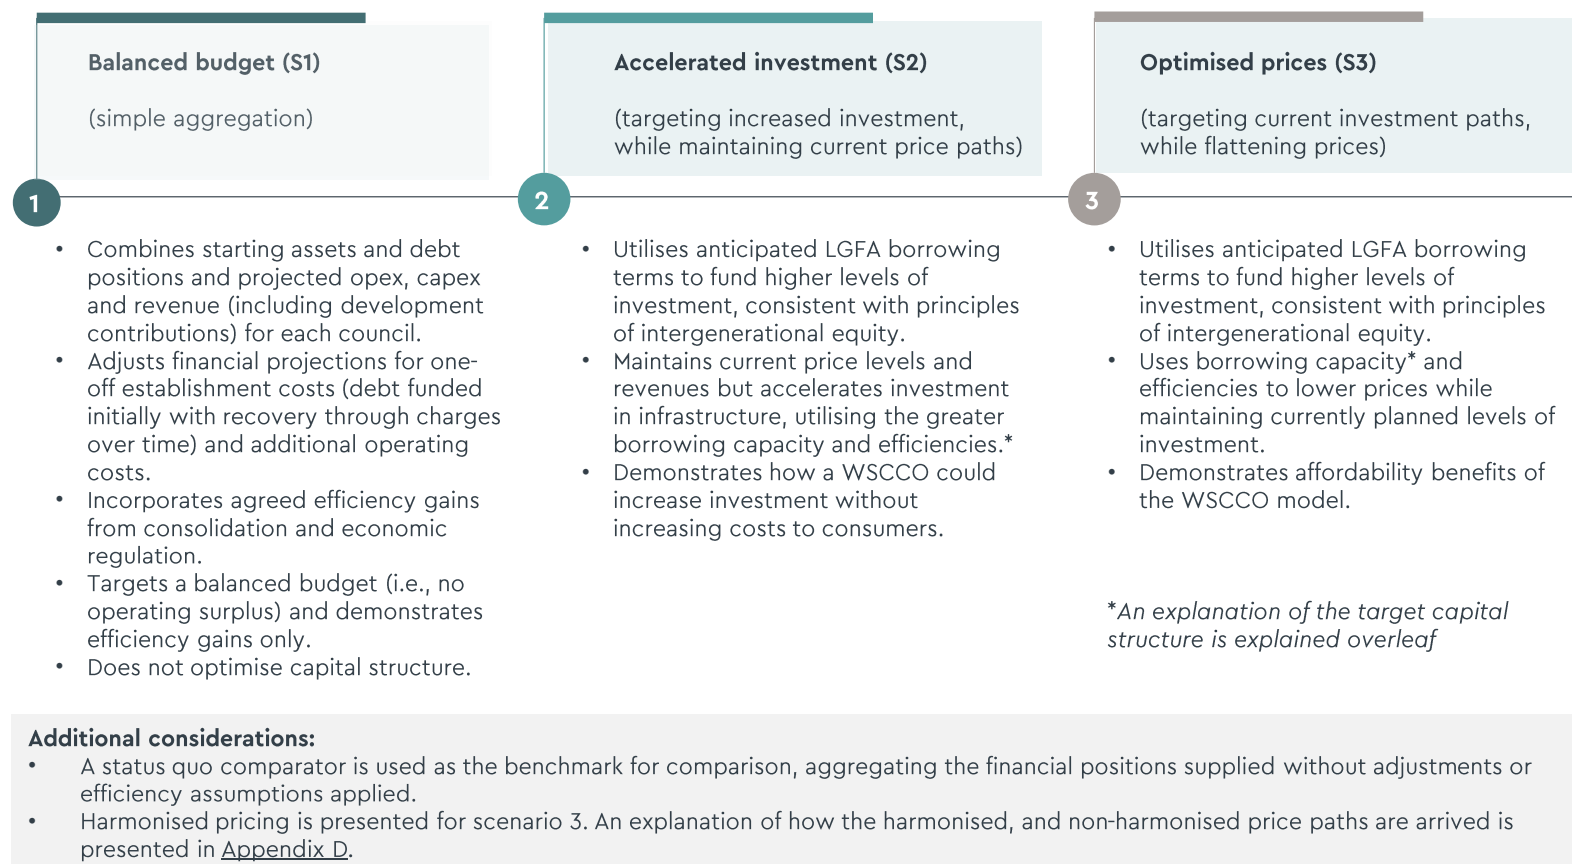 Balanced budget (S1)
(simple aggregation)
1
• Combines starting assets and debt
positions and projected opex, capex
and revenue (including development
contributions) for each council.
• Adjusts financial projections for one-
off establishment costs (debt funded
initially with recovery through charges
over time) and additional operating
costs.
• Incorporates agreed efficiency gains
from consolidation and economic
regulation.
• Targets a balanced budget (i.e., no
operating surplus) and demonstrates
efficiency gains only.
• Does not optimise capital structure.
Accelerated investment (S2)
(targeting increased investment,
while maintaining current price paths)
2
• Utilises anticipated LGFA borrowing
terms to fund higher levels of
investment, consistent with principles
of intergenerational equity.
• Maintains current price levels and
revenues but accelerates investment
in infrastructure, utilising the greater
borrowing capacity and efficiencies.*
• Demonstrates how a WSCCO could
increase investment without
increasing costs to consumers.
Optimised prices (S3)
(targeting current investment paths,
while flattening prices)
3
• Utilises anticipated LGFA borrowing
terms to fund higher levels of
investment, consistent with principles
of intergenerational equity.
• Uses borrowing capacity* and
efficiencies to lower prices while
maintaining currently planned levels of
investment.
• Demonstrates affordability benefits of
the WSCCO model.
*An explanation of the target capital
structure is explained overleaf
Additional considerations:
• A status quo comparator is used as the benchmark for comparison, aggregating the financial positions supplied without adjustments or
efficiency assumptions applied.
• Harmonised pricing is presented for scenario 3. An explanation of how the harmonised, and non-harmonised price paths are arrived is
presented in Appendix D.